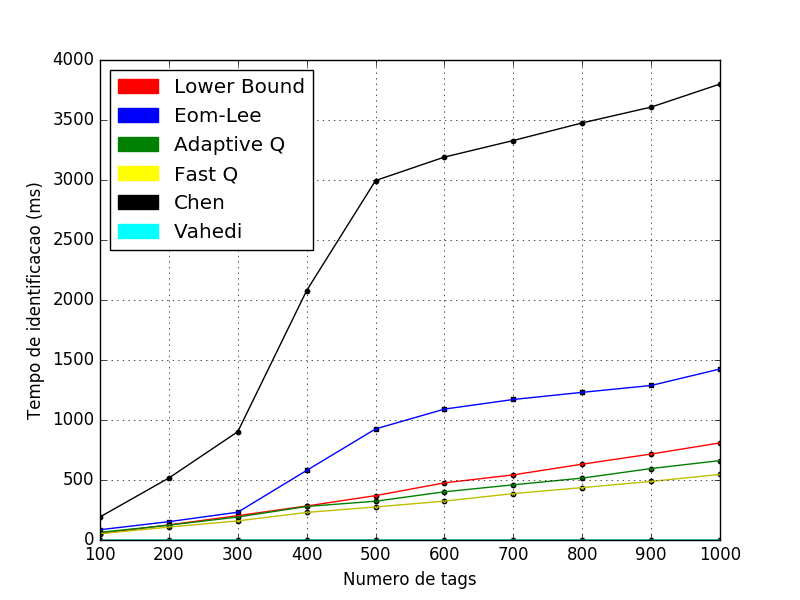 4000
3500
3000
2500
2000
1500
1000
500
0
Tempo de identificacao (ms)
Lower Bound
Eom-Lee
Adaptive Q
Fast Q
Chen
Vahedi
100 200 300 400 500 600 700 800 900 1000
Numero de tags